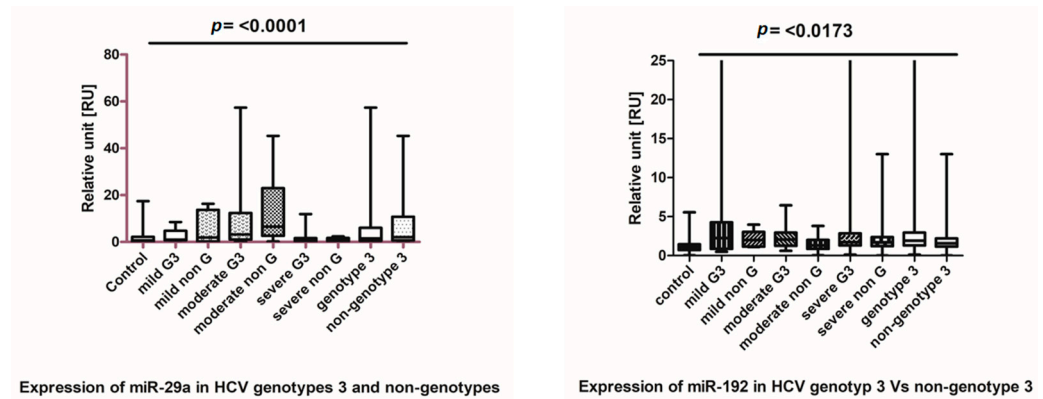 p= <0.0001
80
60
40
20
0
Relative unit [RU]
Control
mild G3
mild non G
moderate G3
moderate non G
severe G3
severe non G
genotype 3
non-genotype 3
Expression of miR-29a in HCV genotypes 3 and non-genotypes
p= <0.0173
25
20
15
10
5
0
Relative unit [RU]
control
mild G3
mild non G
moderate G3
moderate non G
severe G3
severe non G
genotype 3
non-genotype 3
Expression of miR-192 in HCV genotyp 3 Vs non-genotype 3